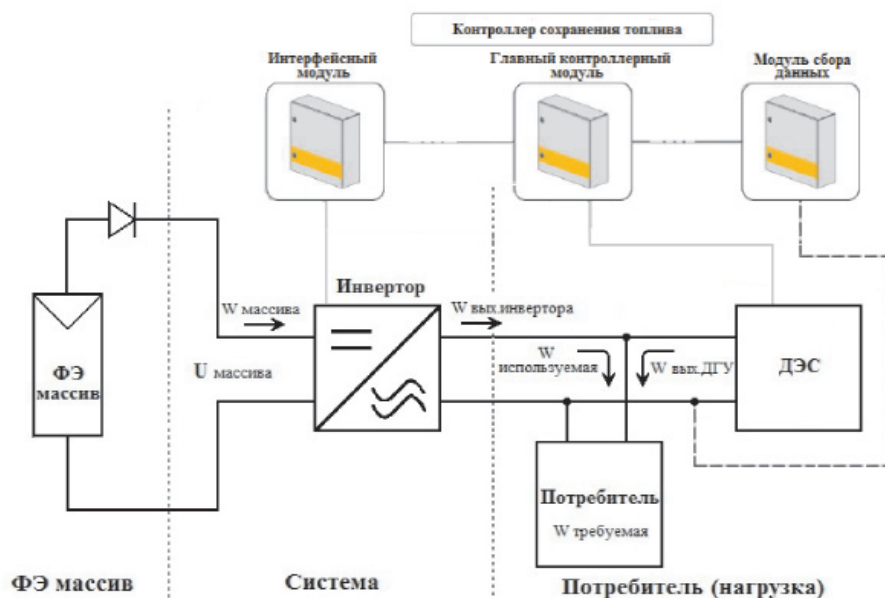 Контроллер сохранения топлива
Интерфейсный
модуль
Главный контроллерный
модуль
Модуль сбора
данных
Инвертор
W массива
W вых.инвертора
U массива
W
используемая
W вых.ДГУ
ФЭ
массив
ДЭС
Потребитель
W требуемая
ФЭ массив
Система
Потребитель (нагрузка)